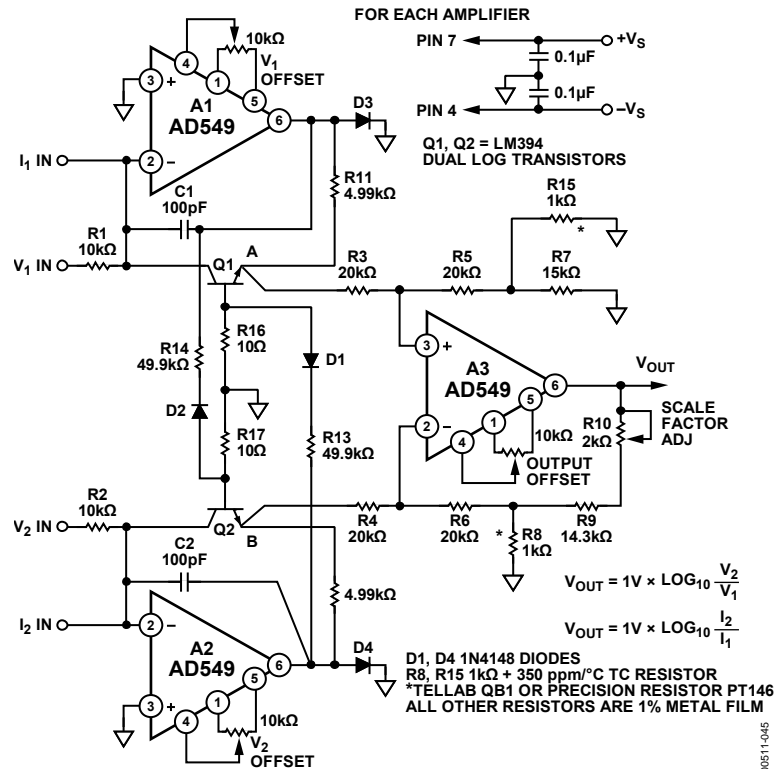 FOR EACH AMPLIFIER
PIN 7
+VS
0.1µF
0.1µF
PIN 4
–VS
Q1, Q2 = LM394
DUAL LOG TRANSISTORS
10kΩ
V1
OFFSET
4
3
+
1
5
A1
AD549
6
D3
I1 IN
2
–
R11
4.99kΩ
C1
100pF
R1
10kΩ
V1 IN
Q1
A
R15
1kΩ
*
R3
20kΩ
R5
20kΩ
R7
15kΩ
R16
10Ω
R14
49.9kΩ
D1
D2
3
+
A3
AD549
6
VOUT
5
2
–
1
4
10kΩ
OUTPUT
OFFSET
R10
2kΩ
SCALE
FACTOR
ADJ
R17
10Ω
R13
49.9kΩ
R2
10kΩ
V2 IN
Q2
B
R4
20kΩ
R6
20kΩ
* R8
1kΩ
R9
14.3kΩ
C2
100pF
4.99kΩ
I2 IN
2
–
A2
AD549
6
D4
5
3
+
1
4
10kΩ
V2
OFFSET
VOUT = 1V × LOG10 V2/V1
VOUT = 1V × LOG10 I2/I1
D1, D4 1N4148 DIODES
R8, R15 1kΩ + 350 ppm/°C TC RESISTOR
*TELLAB QB1 OR PRECISION RESISTOR PT146
ALL OTHER RESISTORS ARE 1% METAL FILM
00511-045